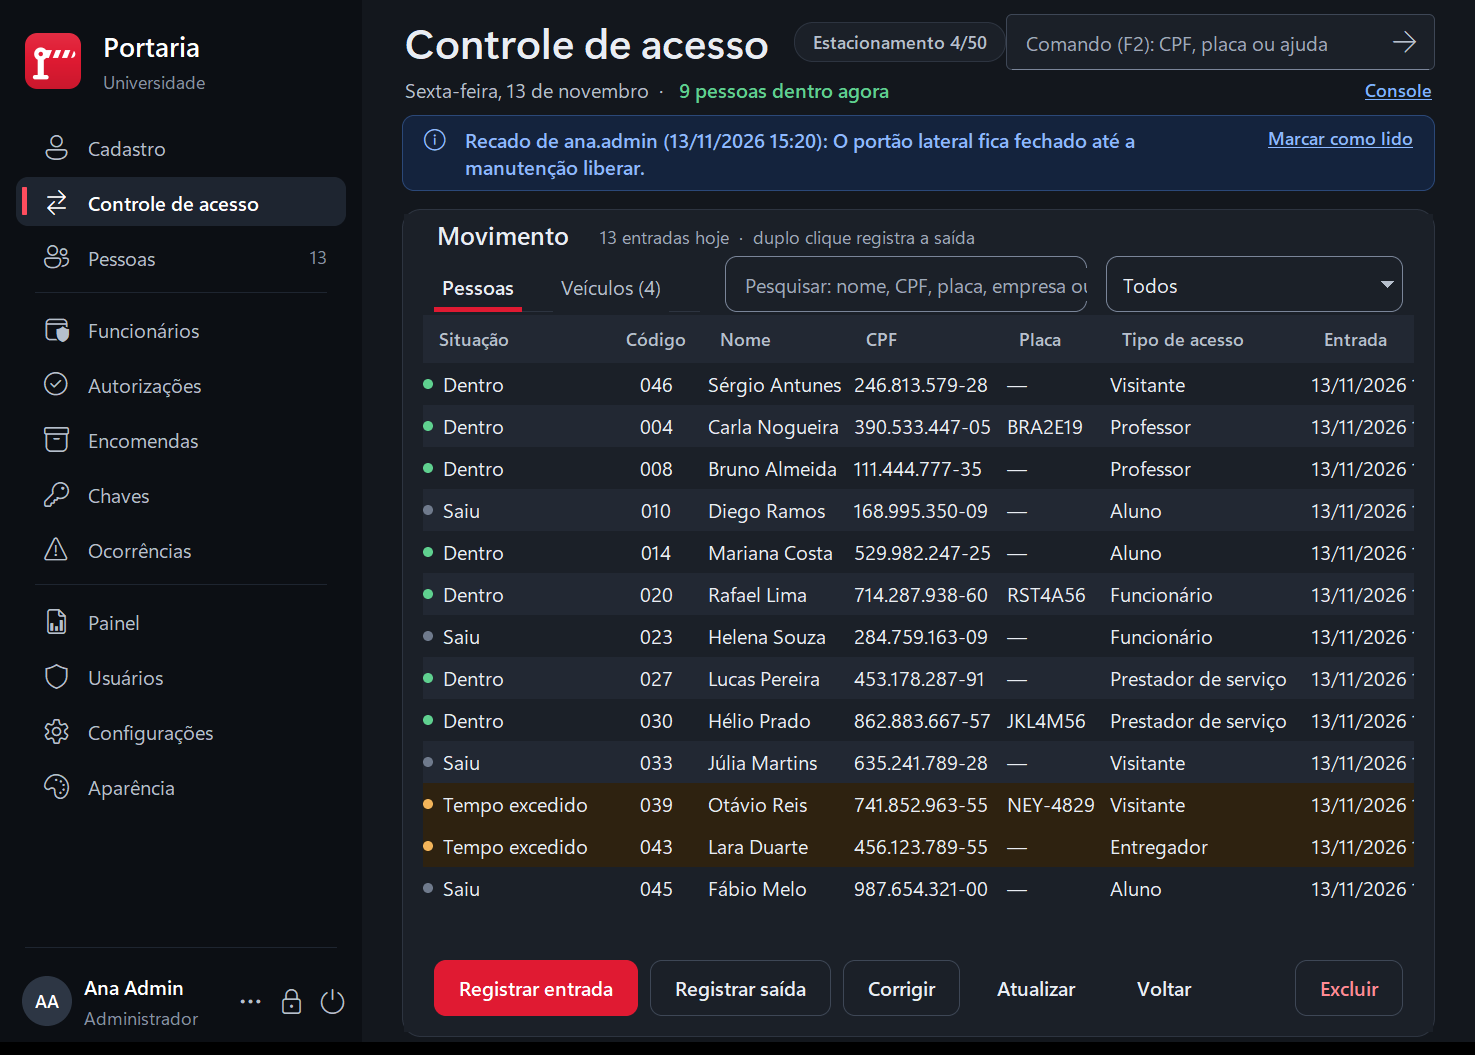 Portaria
Universidade
Cadastro
Controle de acesso
Pessoas 13
Funcionários
Autorizações
Encomendas
Chaves
Ocorrências
Painel
Usuários
Configurações
Aparência
AA
Ana Admin
Administrador
Controle de acesso
Estacionamento 4/50
Comando (F2): CPF, placa ou ajuda
Sexta-feira, 13 de novembro · 9 pessoas dentro agora
Console
Recado de ana.admin (13/11/2026 15:20): O portão lateral fica fechado até a
manutenção liberar.
Marcar como lido
Movimento 13 entradas hoje · duplo clique registra a saída
Pessoas Veículos (4) Pesquisar: nome, CPF, placa, empresa ou Todos
Situação Código Nome CPF Placa Tipo de acesso Entrada
Dentro 046 Sérgio Antunes 246.813.579-28 — Visitante 13/11/2026
Dentro 004 Carla Nogueira 390.533.447-05 BRA2E19 Professor 13/11/2026
Dentro 008 Bruno Almeida 111.444.777-35 — Professor 13/11/2026
Saiu 010 Diego Ramos 168.995.350-09 — Aluno 13/11/2026
Dentro 014 Mariana Costa 529.982.247-25 — Aluno 13/11/2026
Dentro 020 Rafael Lima 714.287.938-60 RST4A56 Funcionário 13/11/2026
Saiu 023 Helena Souza 284.759.163-09 — Funcionário 13/11/2026
Dentro 027 Lucas Pereira 453.178.287-91 — Prestador de serviço 13/11/2026
Dentro 030 Hélio Prado 862.883.667-57 JKL4M56 Prestador de serviço 13/11/2026
Saiu 033 Júlia Martins 635.241.789-28 — Visitante 13/11/2026
Tempo excedido 039 Otávio Reis 741.852.963-55 NEY-4829 Visitante 13/11/2026
Tempo excedido 043 Lara Duarte 456.123.789-55 — Entregador 13/11/2026
Saiu 045 Fábio Melo 987.654.321-00 — Aluno 13/11/2026
Registrar entrada Registrar saída Corrigir Atualizar Voltar Excluir